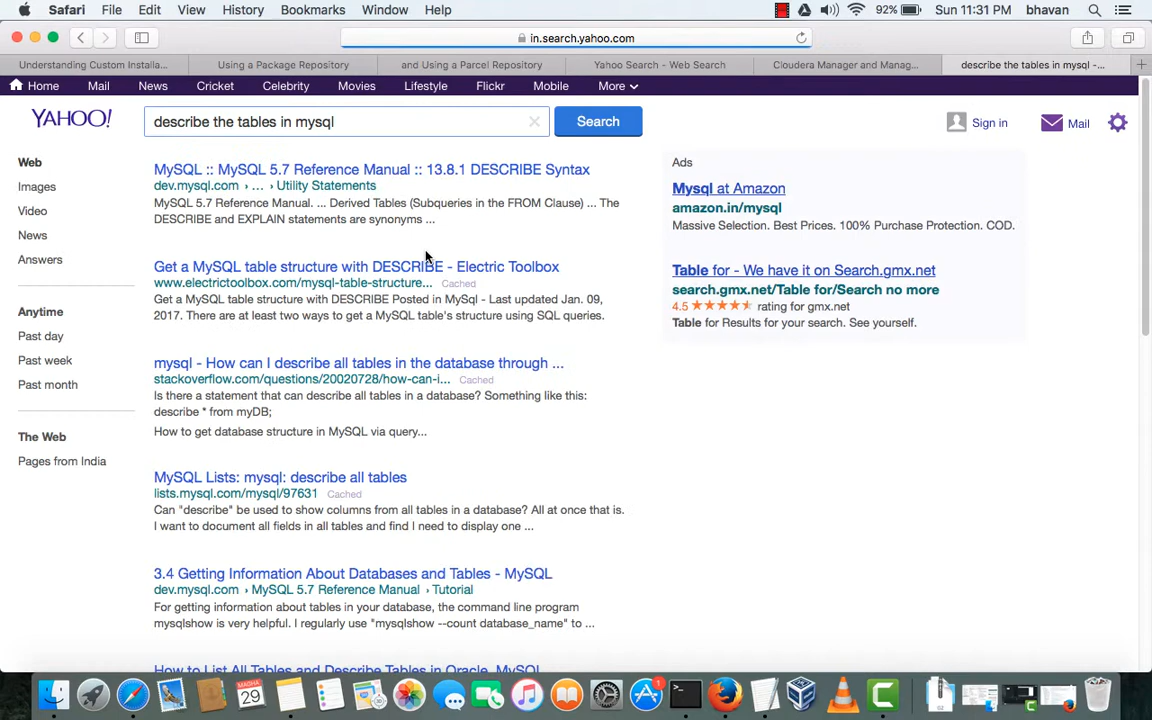 Safari File Edit View History Bookmarks Window Help 92% Sun 11:31 PM bhavan
in.search.yahoo.com
Understanding Custom Installa... Using a Package Repository and Using a Parcel Repository Yahoo Search - Web Search Cloudera Manager and Manag... describe the tables in mysql -...
Home Mail News Cricket Celebrity Movies Lifestyle Flickr Mobile More
YAHOO! describe the tables in mysql Search Sign in Mail
Web
Images
Video
News
Answers
Anytime
Past day
Past week
Past month
The Web
Pages from India
MySQL :: MySQL 5.7 Reference Manual :: 13.8.1 DESCRIBE Syntax
dev.mysql.com › ... › Utility Statements
MySQL 5.7 Reference Manual. ... Derived Tables (Subqueries in the FROM Clause) ... The
DESCRIBE and EXPLAIN statements are synonyms ...
Get a MySQL table structure with DESCRIBE - Electric Toolbox
www.electrictoolbox.com/mysql-table-structure... Cached
Get a MySQL table structure with DESCRIBE Posted in MySql - Last updated Jan. 09,
2017. There are at least two ways to get a MySQL table's structure using SQL queries.
mysql - How can I describe all tables in the database through ...
stackoverflow.com/questions/20020728/how-can-i... Cached
Is there a statement that can describe all tables in a database? Something like this:
describe * from myDB;
How to get database structure in MySQL via query...
MySQL Lists: mysql: describe all tables
lists.mysql.com/mysql/97631 Cached
Can "describe" be used to show columns from all tables in a database? All at once that is.
I want to document all fields in all tables and find I need to display one ...
3.4 Getting Information About Databases and Tables - MySQL
dev.mysql.com › MySQL 5.7 Reference Manual › Tutorial
For getting information about tables in your database, the command line program
mysqlshow is very helpful. I regularly use "mysqlshow --count database_name" to ...
How to List All Tables and Describe Tables in Oracle, MySQL
Ads
Mysql at Amazon
amazon.in/mysql
Massive Selection. Best Prices. 100% Purchase Protection. COD.
Table for - We have it on Search.gmx.net
search.gmx.net/Table for/Search no more
4.5 rating for gmx.net
Table for Results for your search. See yourself.
29
1